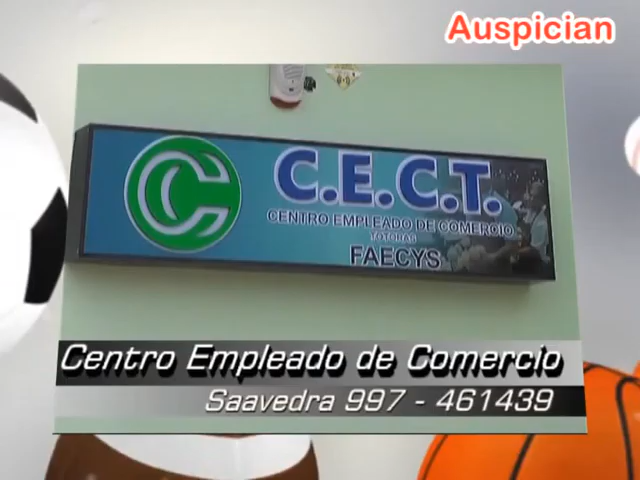 Auspician
C.E.C.T.
CENTRO EMPLEADO DE COMERCIO
TOTORAS
FAECYS
Centro Empleado de Comercio
Saavedra 997 - 461439